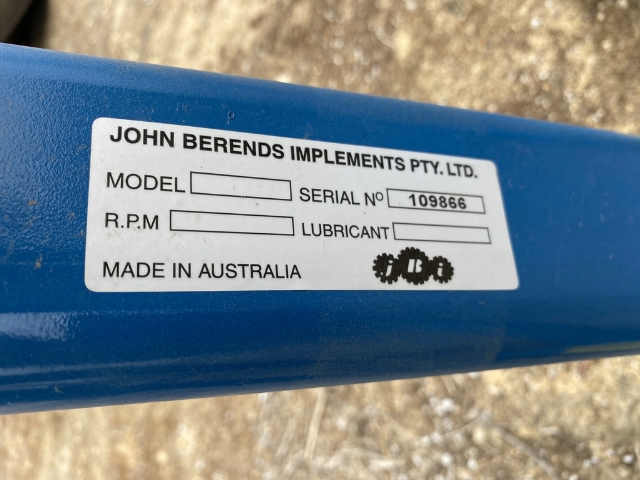 JOHN BERENDS IMPLEMENTS PTY. LTD.
MODEL SERIAL Nº 109866
R.P.M LUBRICANT
MADE IN AUSTRALIA jBi